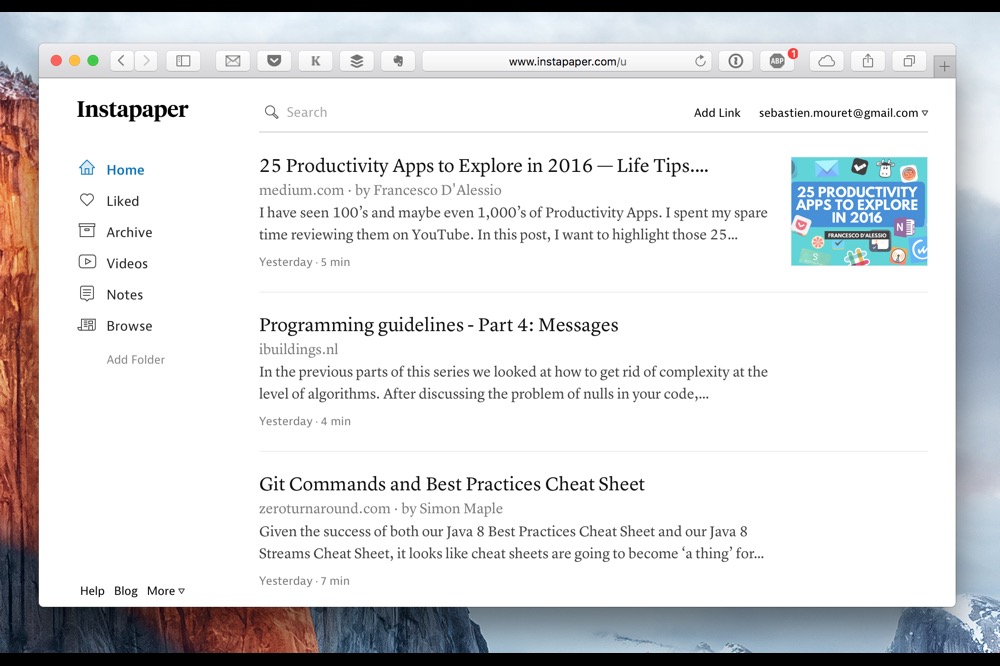 K
www.instapaper.com/u
ABP
1
Instapaper
Search
Add Link
sebastien.mouret@gmail.com
Home
Liked
Archive
Videos
Notes
Browse
Add Folder
25 Productivity Apps to Explore in 2016 — Life Tips....
medium.com · by Francesco D'Alessio
I have seen 100’s and maybe even 1,000’s of Productivity Apps. I spent my spare
time reviewing them on YouTube. In this post, I want to highlight those 25...
Yesterday · 5 min
25 PRODUCTIVITY
APPS TO EXPLORE
IN 2016
FRANCESCO D'ALESSIO
N
S
Programming guidelines - Part 4: Messages
ibuildings.nl
In the previous parts of this series we looked at how to get rid of complexity at the
level of algorithms. After discussing the problem of nulls in your code,...
Yesterday · 4 min
Git Commands and Best Practices Cheat Sheet
zeroturnaround.com · by Simon Maple
Given the success of both our Java 8 Best Practices Cheat Sheet and our Java 8
Streams Cheat Sheet, it looks like cheat sheets are going to become ‘a thing’ for...
Yesterday · 7 min
Help Blog More